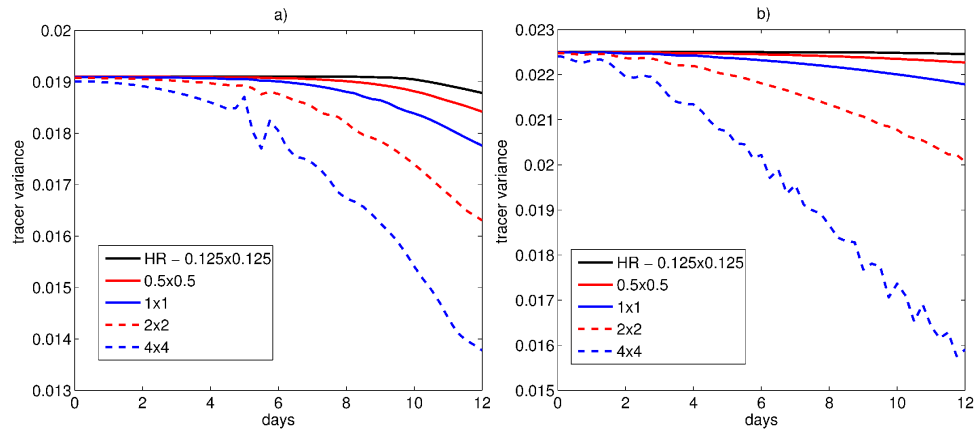 a)
0.02
0.019
0.018
0.017
0.016
0.015
0.014
0.013
tracer variance
HR − 0.125x0.125
0.5x0.5
1x1
2x2
4x4
0 2 4 6 8 10 12
days
b)
0.023
0.022
0.021
0.02
0.019
0.018
0.017
0.016
0.015
tracer variance
HR − 0.125x0.125
0.5x0.5
1x1
2x2
4x4
0 2 4 6 8 10 12
days